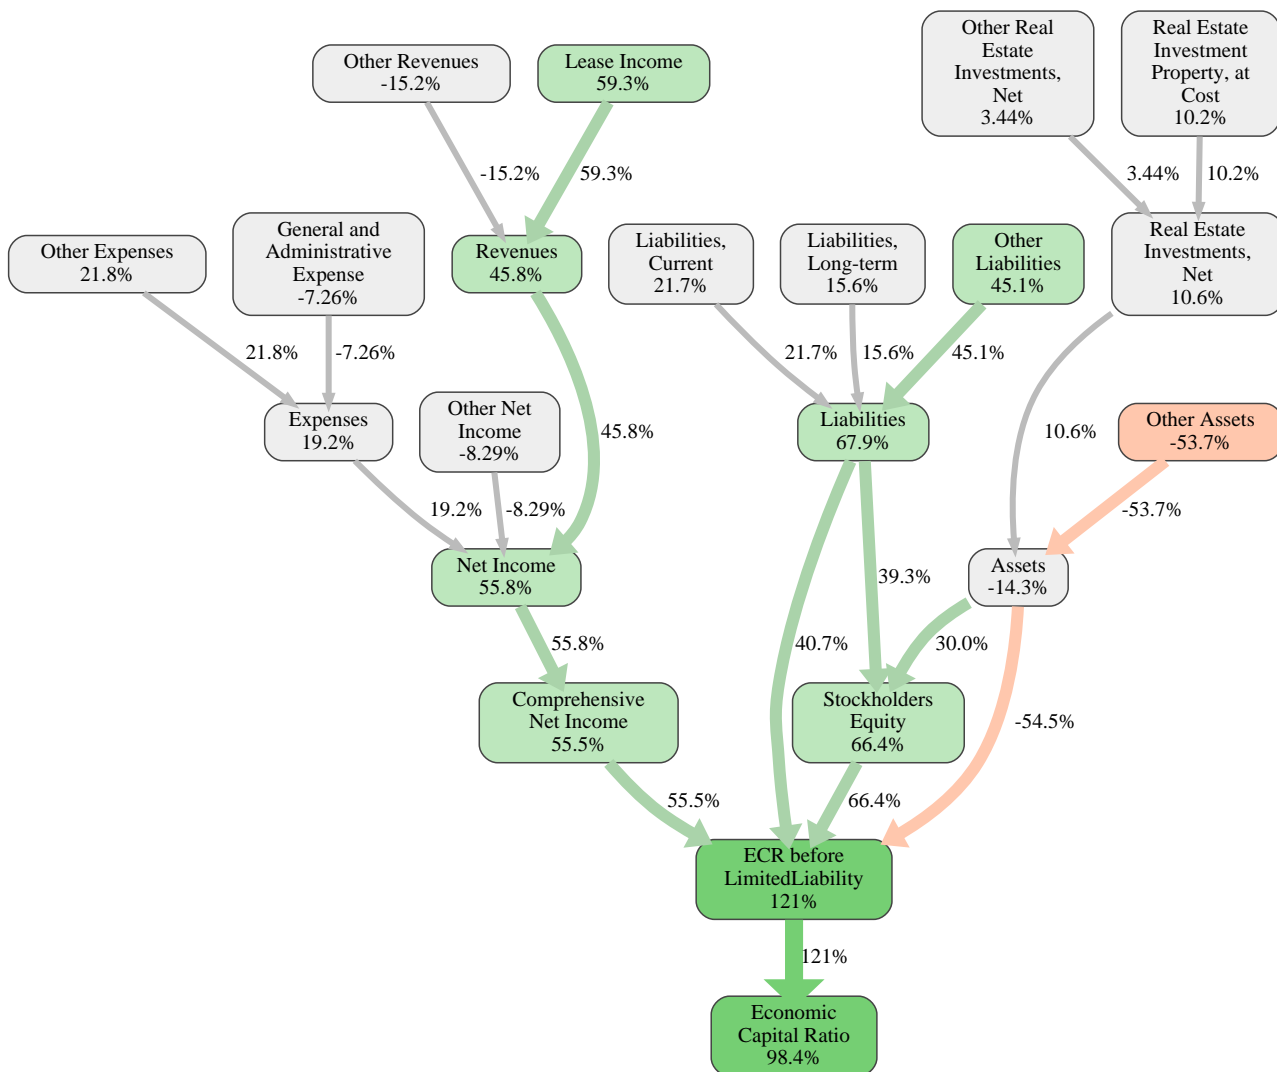 Other Real
Estate
Investments,
Net
3.44%
Real Estate
Investment
Property, at
Cost
10.2%
Other Revenues
-15.2%
Lease Income
59.3%
-15.2%
59.3%
3.44%
10.2%
Other Expenses
21.8%
General and
Administrative
Expense
-7.26%
Revenues
45.8%
Liabilities,
Current
21.7%
Liabilities,
Long-term
15.6%
Other
Liabilities
45.1%
Real Estate
Investments,
Net
10.6%
21.8%
-7.26%
21.7%
15.6%
45.1%
Expenses
19.2%
Other Net
Income
-8.29%
45.8%
Liabilities
67.9%
10.6%
Other Assets
-53.7%
19.2%
-8.29%
-53.7%
Net Income
55.8%
39.3%
Assets
-14.3%
55.8%
40.7%
30.0%
Comprehensive
Net Income
55.5%
Stockholders
Equity
66.4%
-54.5%
55.5%
66.4%
ECR before
LimitedLiability
121%
121%
Economic
Capital Ratio
98.4%